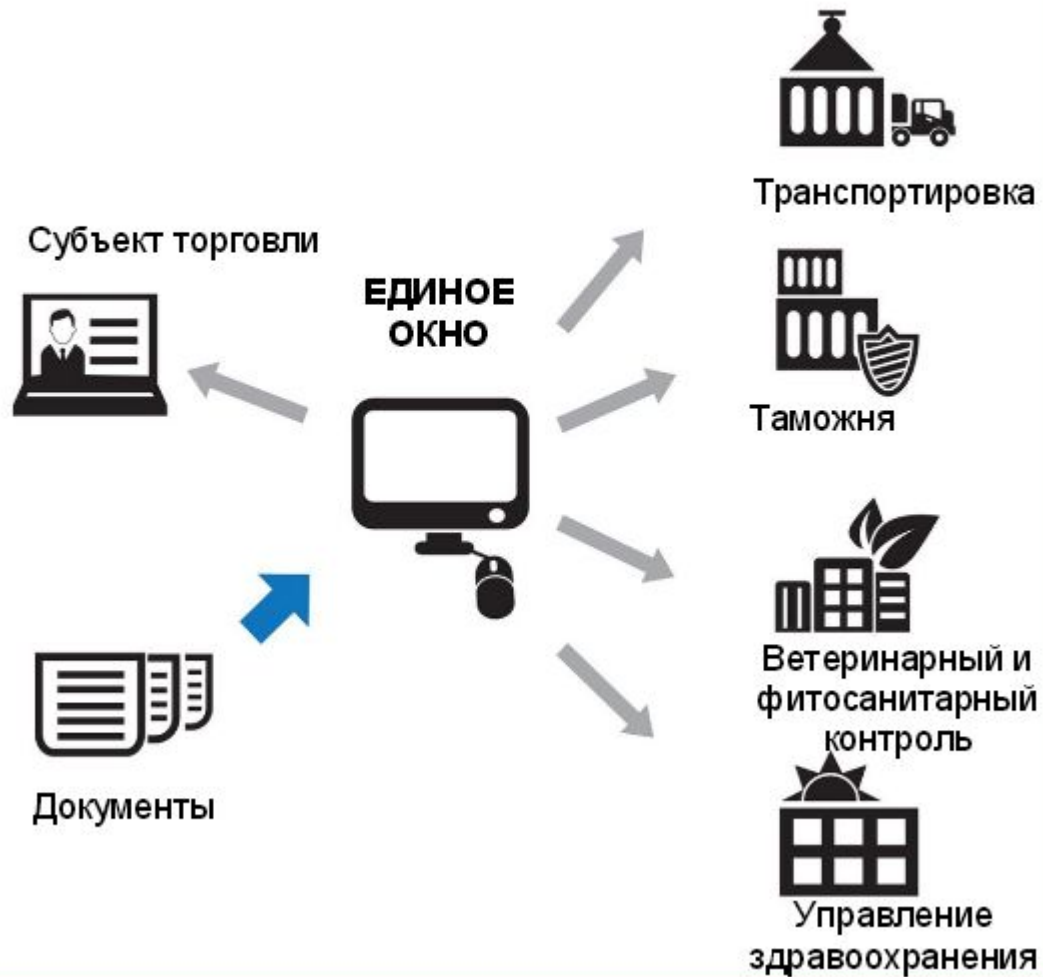 Транспортировка
Субъект торговли
ЕДИНОЕ
ОКНО
Таможня
Ветеринарный и
фитосанитарный
контроль
Документы
Управление
здравоохранения